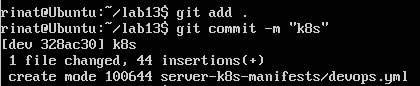 rinat@Ubuntu:~/lab13$ git add .
rinat@Ubuntu:~/lab13$ git commit -m "k8s"
[dev 328ac30] k8s
 1 file changed, 44 insertions(+)
 create mode 100644 server-k8s-manifests/devops.yml